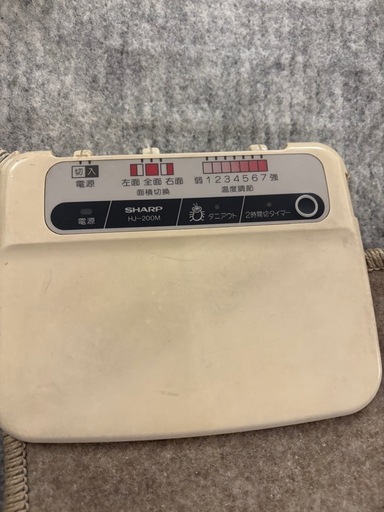 切 入
電源
左面 全面 右面
面積切換
弱 1 2 3 4 5 6 7 強
温度調節
電源
SHARP
HJ-200M
ダニアウト
2時間切タイマー